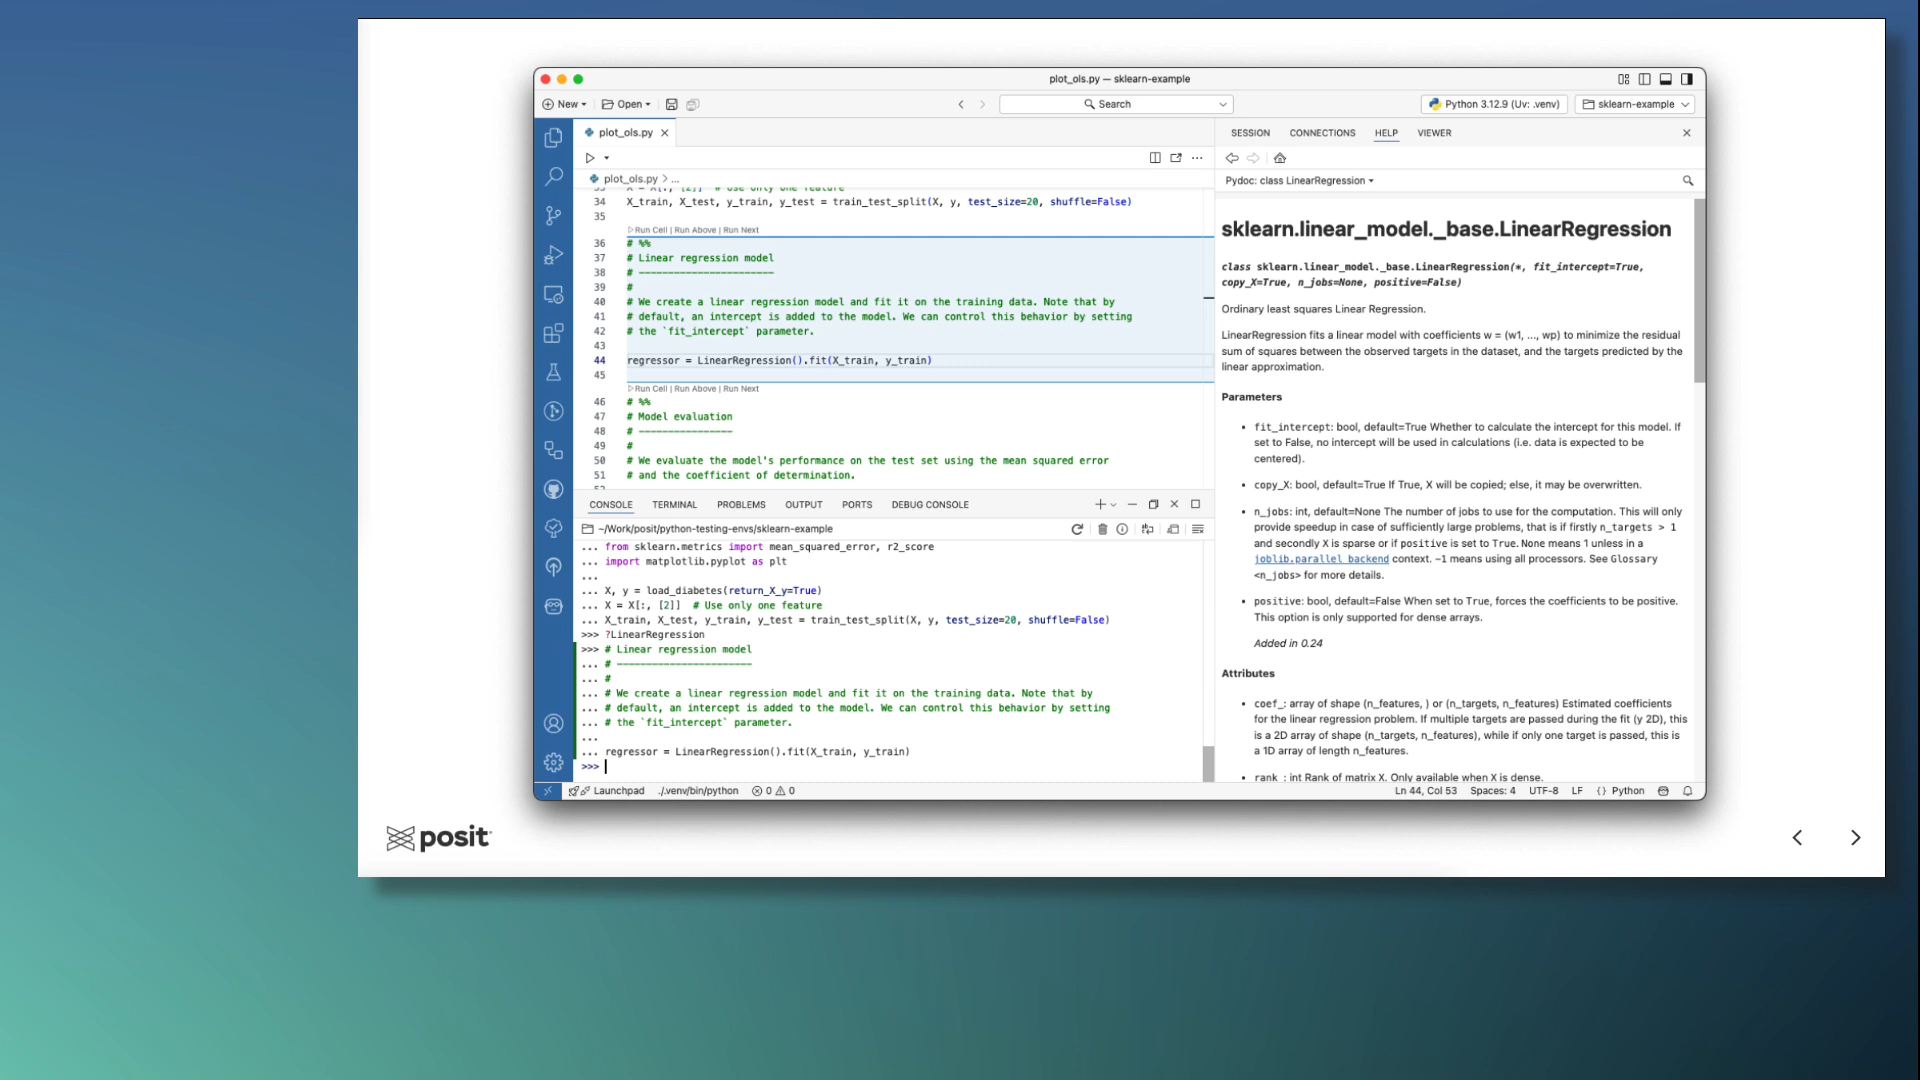 plot_ols.py — sklearn-example
New
Open
Search
Python 3.12.9 (Uv: .venv)
sklearn-example
plot_ols.py
plot_ols.py > ...
33 X = X[:, [2]]  # Use only one feature
34 X_train, X_test, y_train, y_test = train_test_split(X, y, test_size=20, shuffle=False)
35
Run Cell | Run Above | Run Next
36 # %%
37 # Linear regression model
38 # -----------------------
39 #
40 # We create a linear regression model and fit it on the training data. Note that by
41 # default, an intercept is added to the model. We can control this behavior by setting
42 # the `fit_intercept` parameter.
43
44 regressor = LinearRegression().fit(X_train, y_train)
45
Run Cell | Run Above | Run Next
46 # %%
47 # Model evaluation
48 # ----------------
49 #
50 # We evaluate the model's performance on the test set using the mean squared error
51 # and the coefficient of determination.
CONSOLE TERMINAL PROBLEMS OUTPUT PORTS DEBUG CONSOLE
~/Work/posit/python-testing-envs/sklearn-example
... from sklearn.metrics import mean_squared_error, r2_score
... import matplotlib.pyplot as plt
...
... X, y = load_diabetes(return_X_y=True)
... X = X[:, [2]]  # Use only one feature
... X_train, X_test, y_train, y_test = train_test_split(X, y, test_size=20, shuffle=False)
>>> ?LinearRegression
>>> # Linear regression model
... # -----------------------
... #
... # We create a linear regression model and fit it on the training data. Note that by
... # default, an intercept is added to the model. We can control this behavior by setting
... # the `fit_intercept` parameter.
...
... regressor = LinearRegression().fit(X_train, y_train)
>>>
SESSION CONNECTIONS HELP VIEWER
Pydoc: class LinearRegression
sklearn.linear_model._base.LinearRegression
class sklearn.linear_model._base.LinearRegression(*, fit_intercept=True,
copy_X=True, n_jobs=None, positive=False)
Ordinary least squares Linear Regression.
LinearRegression fits a linear model with coefficients w = (w1, ..., wp) to minimize the residual
sum of squares between the observed targets in the dataset, and the targets predicted by the
linear approximation.
Parameters
• fit_intercept: bool, default=True Whether to calculate the intercept for this model. If
set to False, no intercept will be used in calculations (i.e. data is expected to be
centered).
• copy_X: bool, default=True If True, X will be copied; else, it may be overwritten.
• n_jobs: int, default=None The number of jobs to use for the computation. This will only
provide speedup in case of sufficiently large problems, that is if firstly n_targets > 1
and secondly X is sparse or if positive is set to True. None means 1 unless in a
joblib.parallel_backend context. -1 means using all processors. See Glossary
<n_jobs> for more details.
• positive: bool, default=False When set to True, forces the coefficients to be positive.
This option is only supported for dense arrays.
Added in 0.24
Attributes
• coef_: array of shape (n_features, ) or (n_targets, n_features) Estimated coefficients
for the linear regression problem. If multiple targets are passed during the fit (y 2D), this
is a 2D array of shape (n_targets, n_features), while if only one target is passed, this is
a 1D array of length n_features.
• rank_: int Rank of matrix X. Only available when X is dense.
Launchpad ./.venv/bin/python 0 0
Ln 44, Col 53 Spaces: 4 UTF-8 LF {} Python
posit